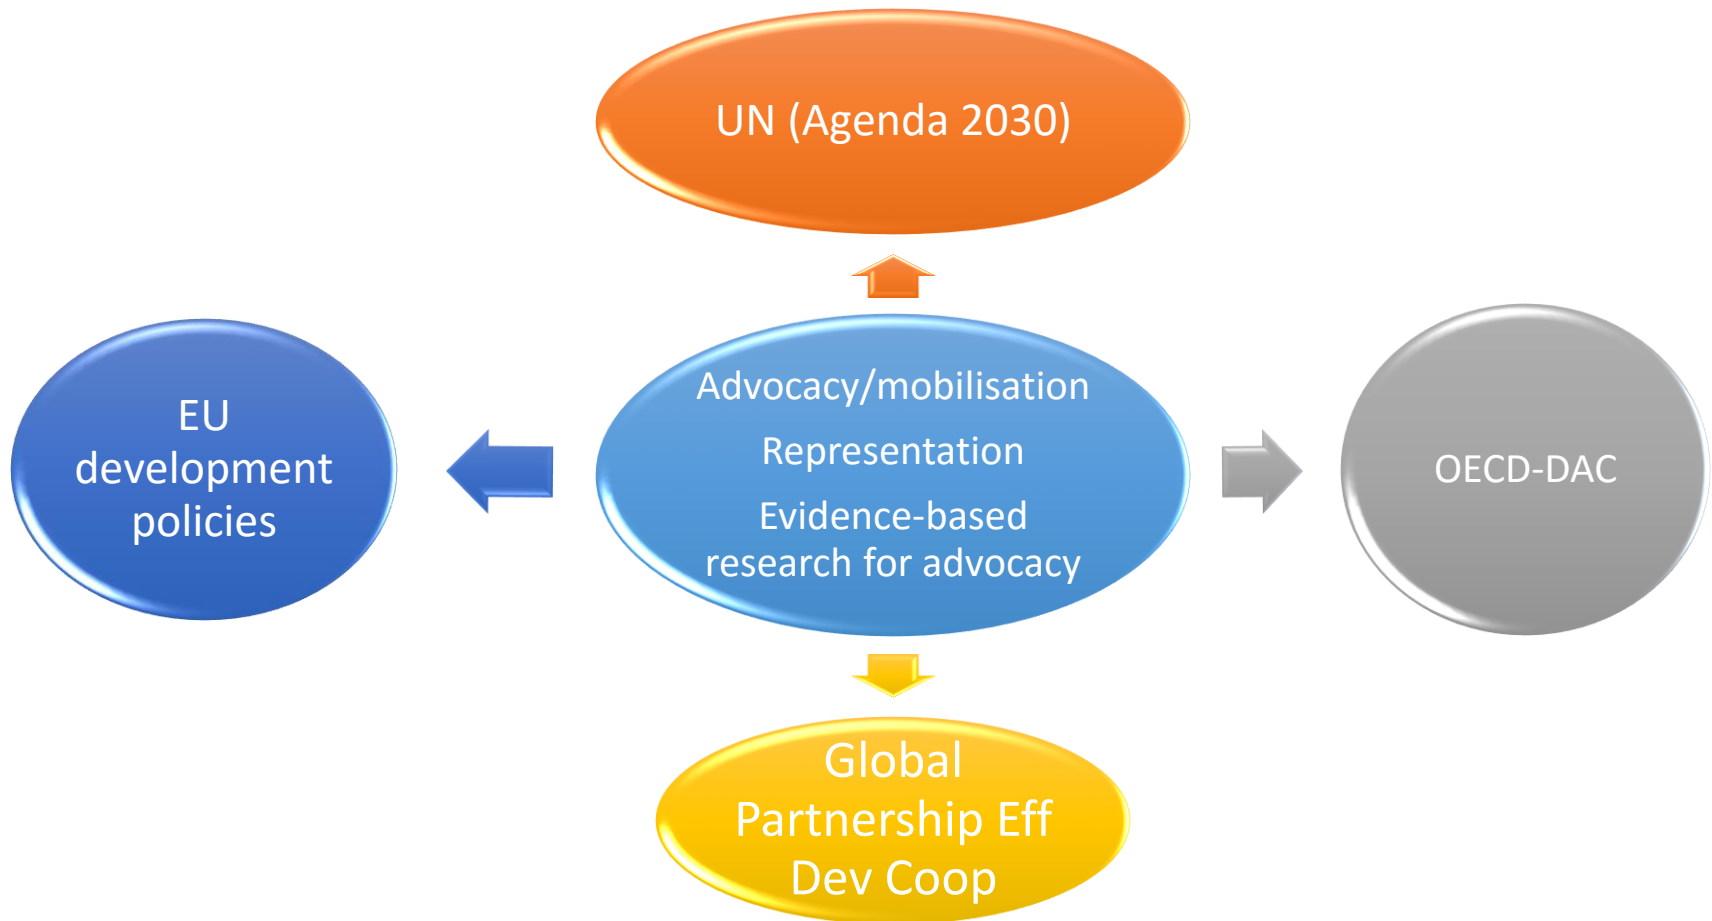 UN (Agenda 2030)
Advocacy/mobilisation
Representation
Evidence-based
research for advocacy
EU
development
policies
OECD-DAC
Global
Partnership Eff
Dev Coop